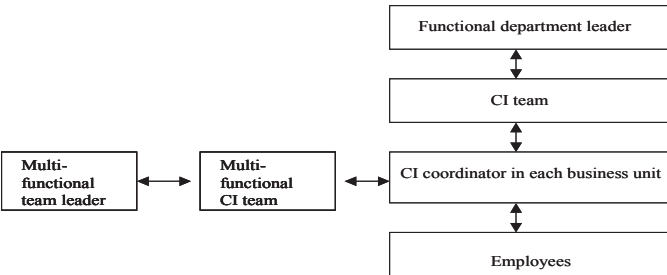 Functional department leader
CI team
Multi-
functional
team leader
Multi-
functional
CI team
CI coordinator in each business unit
Employees